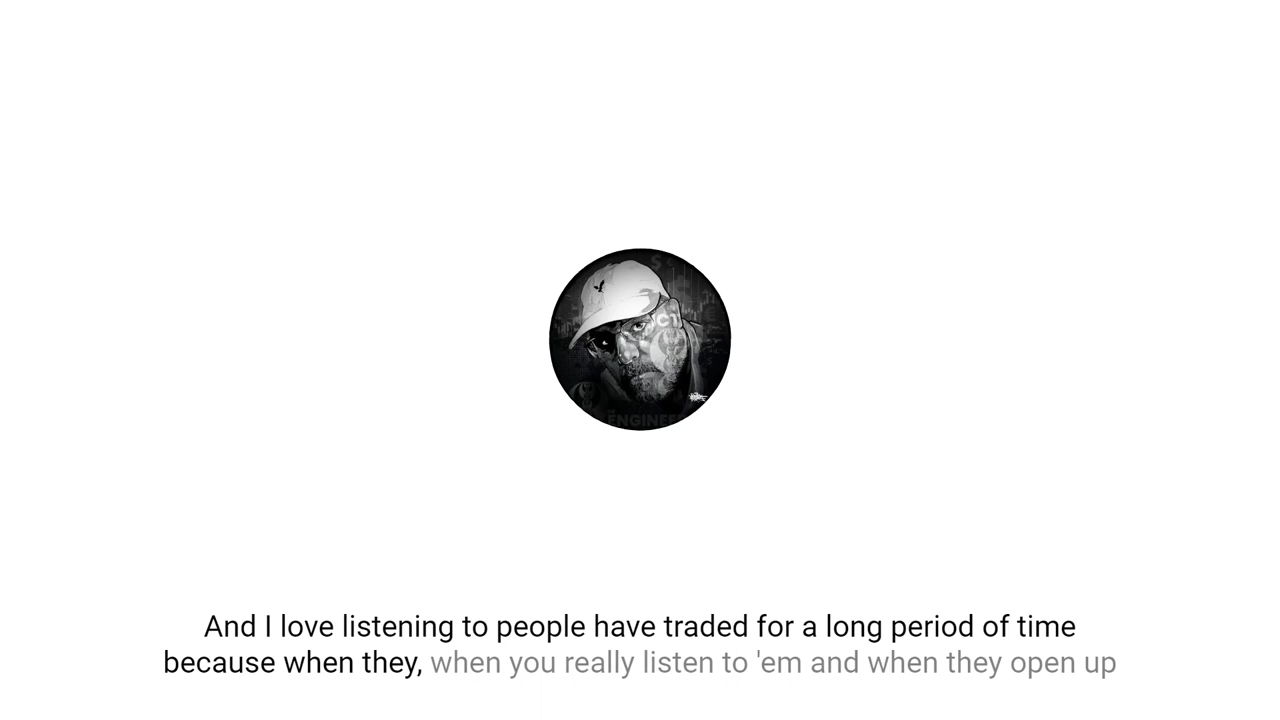 And I love listening to people have traded for a long period of time
because when they, when you really listen to 'em and when they open up